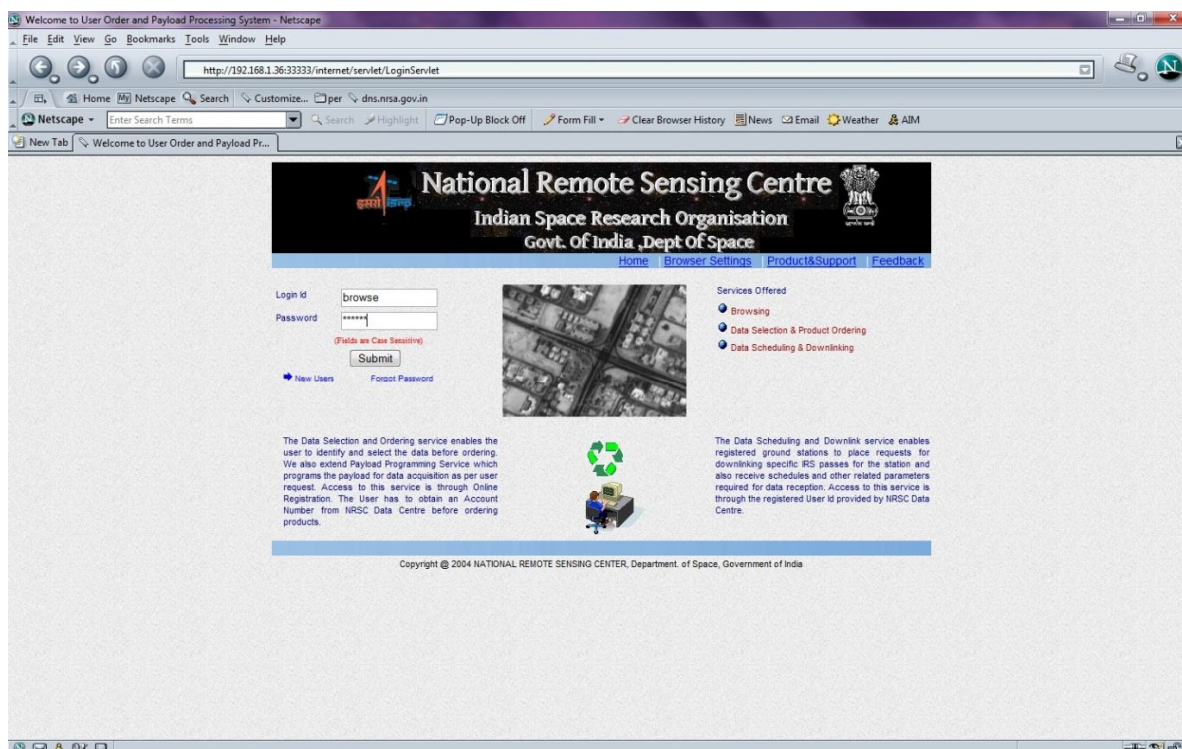 Welcome to User Order and Payload Processing System - Netscape
File Edit View Go Bookmarks Tools Window Help
http://192.168.1.36:33333/internet/servlet/LoginServlet
Home My Netscape Search Customize... per dns.nrsa.gov.in
Netscape Enter Search Terms Search Highlight Pop-Up Block Off Form Fill Clear Browser History News Email Weather AIM
New Tab Welcome to User Order and Payload Pr...
इसरो isro
National Remote Sensing Centre
Indian Space Research Organisation
Govt. Of India ,Dept Of Space
Home Browser Settings Product&Support Feedback
Login Id browse
Password ******
(Fields are Case Sensitive)
Submit
New Users Forgot Password
Services Offered
Browsing
Data Selection & Product Ordering
Data Scheduling & Downlinking
The Data Selection and Ordering service enables the
user to identify and select the data before ordering.
We also extend Payload Programming Service which
programs the payload for data acquisition as per user
request. Access to this service is through Online
Registration. The User has to obtain an Account
Number from NRSC Data Centre before ordering
products.
The Data Scheduling and Downlink service enables
registered ground stations to place requests for
downlinking specific IRS passes for the station and
also receive schedules and other related parameters
required for data reception. Access to this service is
through the registered User Id provided by NRSC Data
Centre.
Copyright @ 2004 NATIONAL REMOTE SENSING CENTER, Department. of Space, Government of India